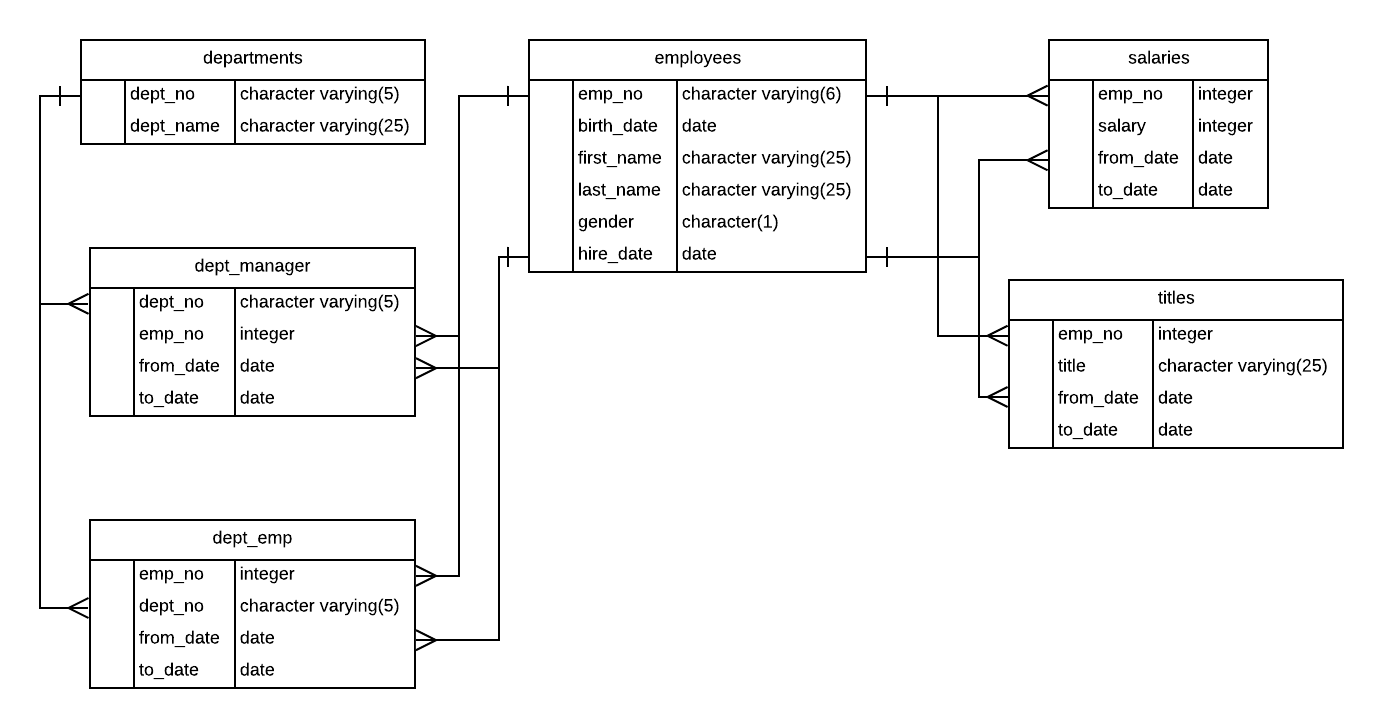 departments
dept_no character varying(5)
dept_name character varying(25)
employees
emp_no character varying(6)
birth_date date
first_name character varying(25)
last_name character varying(25)
gender character(1)
hire_date date
salaries
emp_no integer
salary integer
from_date date
to_date date
dept_manager
dept_no character varying(5)
emp_no integer
from_date date
to_date date
titles
emp_no integer
title character varying(25)
from_date date
to_date date
dept_emp
emp_no integer
dept_no character varying(5)
from_date date
to_date date